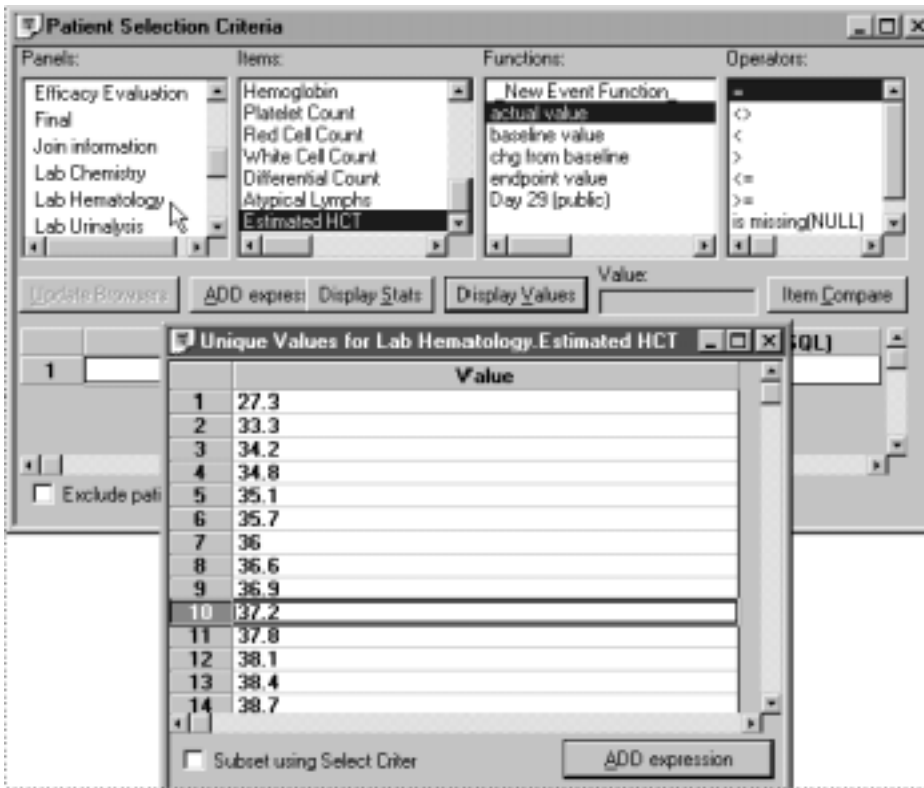 Patient Selection Criteria
Panels: Items: Functions: Operators:
Efficacy Evaluation
Final
Join information
Lab Chemistry
Lab Hematology
Lab Urinalysis
Hemoglobin
Platelet Count
Red Cell Count
White Cell Count
Differential Count
Atypical Lymphs
Estimated HCT
_New Event Function_
actual value
baseline value
chg from baseline
endpoint value
Day 29 (public)
=
<>
<
>
<=
>=
is missing(NULL)
Update Browsers ADD express Display Stats Display Values Value: Item Compare
SQL)
1
Exclude pati
Unique Values for Lab Hematology.Estimated HCT
Value
1 27.3
2 33.3
3 34.2
4 34.8
5 35.1
6 35.7
7 36
8 36.6
9 36.9
10 37.2
11 37.8
12 38.1
13 38.4
14 38.7
Subset using Select Criter ADD expression